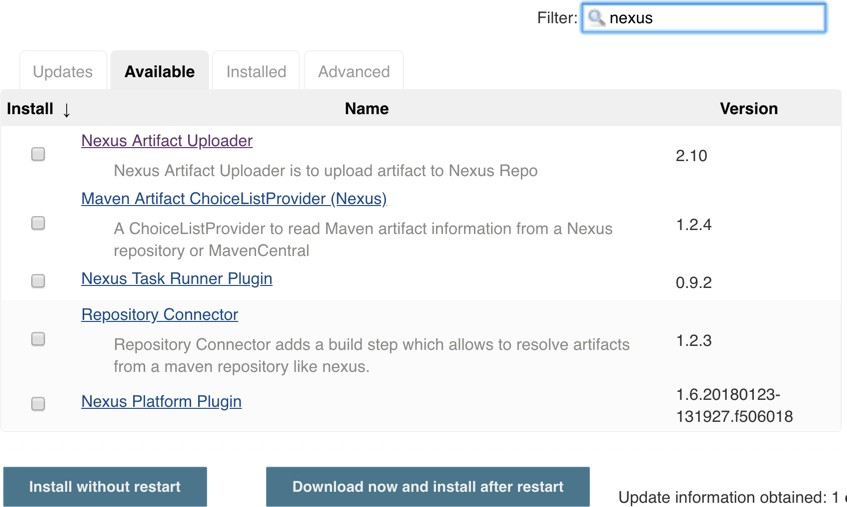 Filter: nexus
Updates Available Installed Advanced
Install ↓ Name Version
Nexus Artifact Uploader
Nexus Artifact Uploader is to upload artifact to Nexus Repo
2.10
Maven Artifact ChoiceListProvider (Nexus)
A ChoiceListProvider to read Maven artifact information from a Nexus
repository or MavenCentral
1.2.4
Nexus Task Runner Plugin
0.9.2
Repository Connector
Repository Connector adds a build step which allows to resolve artifacts
from a maven repository like nexus.
1.2.3
Nexus Platform Plugin
1.6.20180123-
131927.f506018
Install without restart Download now and install after restart Update information obtained: 1